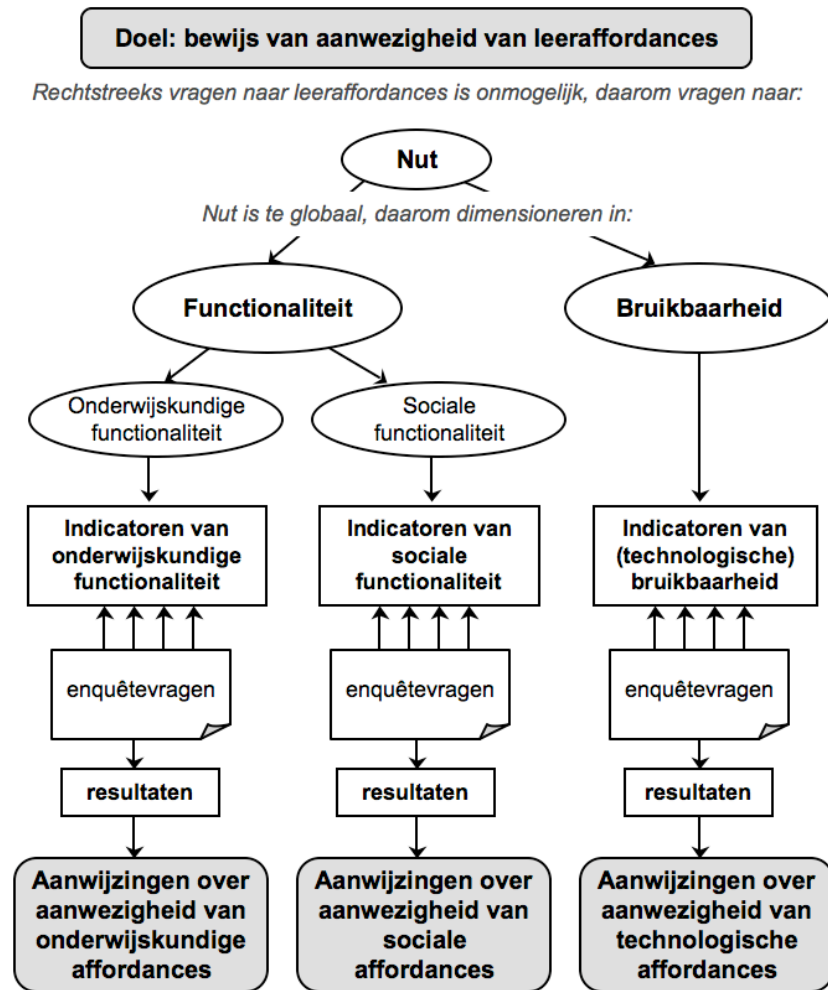 Doel: bewijs van aanwezigheid van leeraffordances
Rechtstreeks vragen naar leeraffordances is onmogelijk, daarom vragen naar:
Nut
Nut is te globaal, daarom dimensioneren in:
Functionaliteit
Bruikbaarheid
Onderwijskundige
functionaliteit
Sociale
functionaliteit
Indicatoren van
onderwijskundige
functionaliteit
Indicatoren van
sociale
functionaliteit
Indicatoren van
(technologische)
bruikbaarheid
enquêtevragen
enquêtevragen
enquêtevragen
resultaten
resultaten
resultaten
Aanwijzingen over
aanwezigheid van
onderwijskundige
affordances
Aanwijzingen over
aanwezigheid van
sociale
affordances
Aanwijzingen over
aanwezigheid van
technologische
affordances